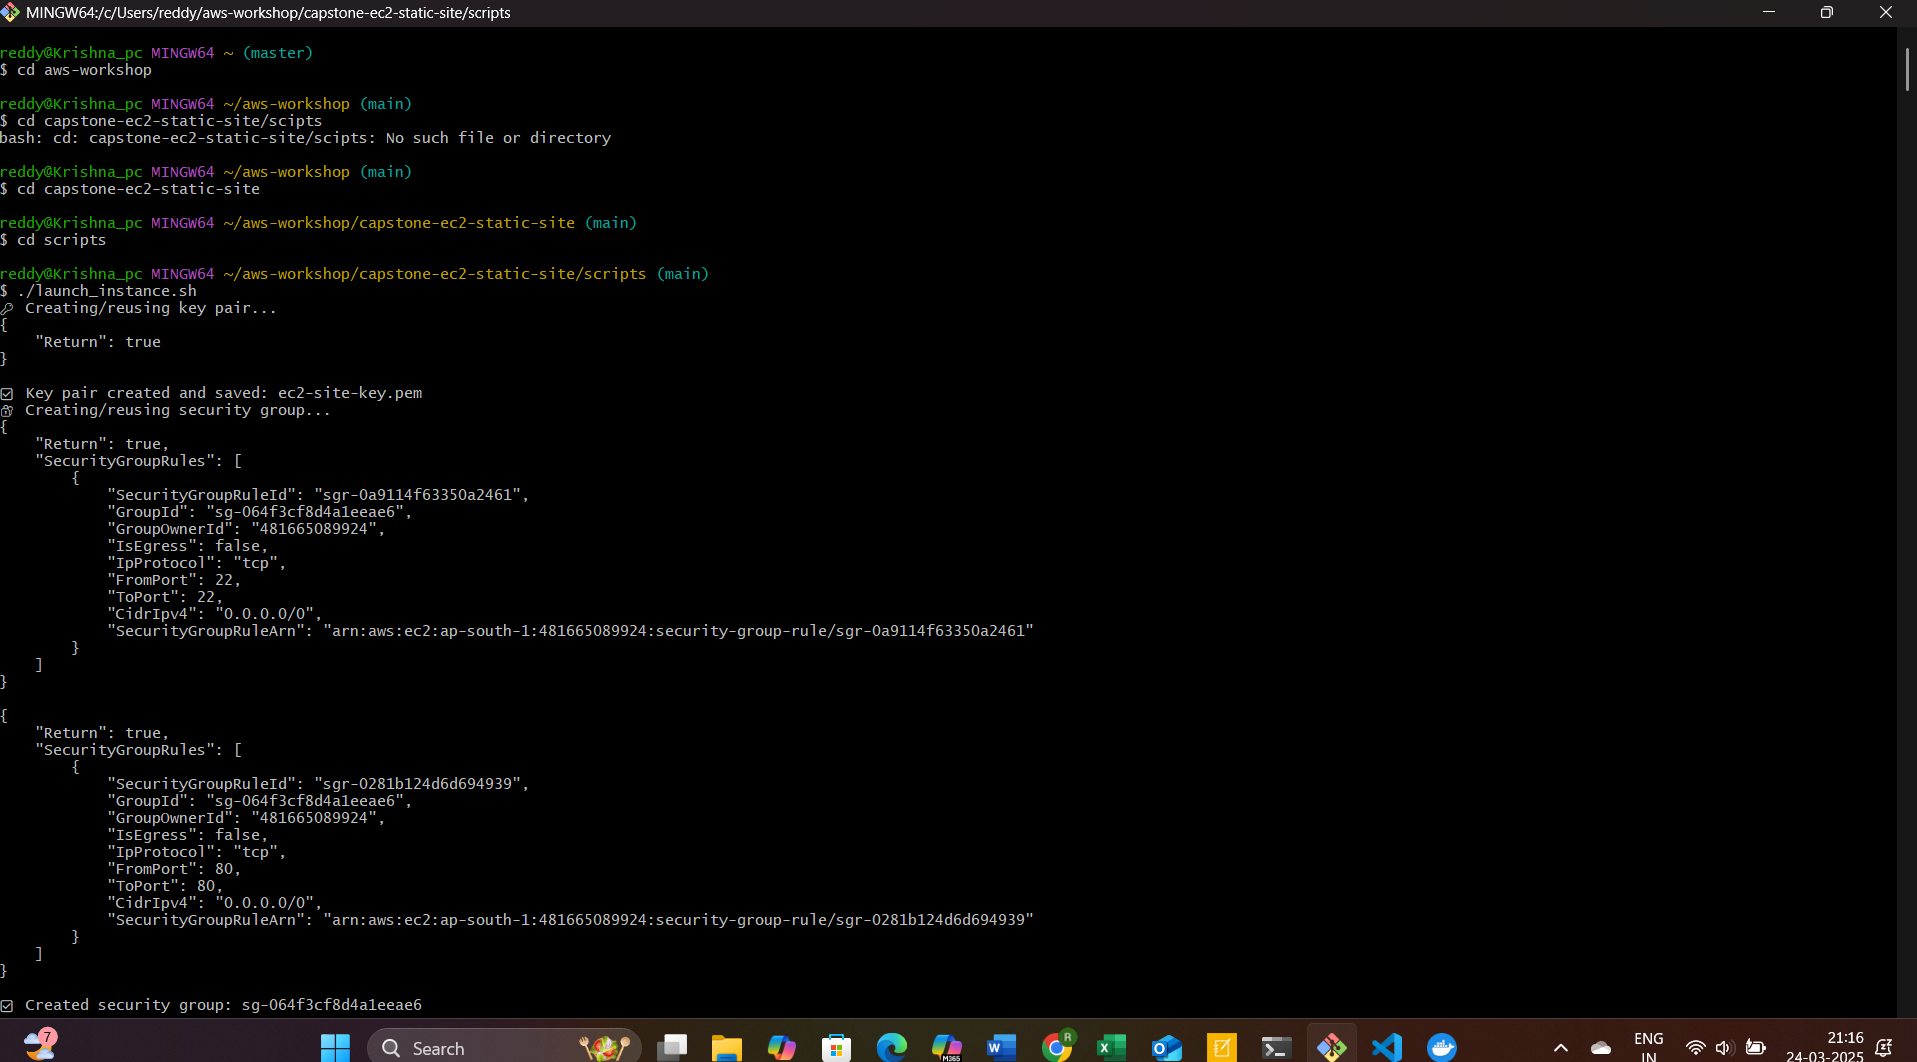 MINGW64:/c/Users/reddy/aws-workshop/capstone-ec2-static-site/scripts
reddy@Krishna_pc MINGW64 ~ (master)
$ cd aws-workshop
reddy@Krishna_pc MINGW64 ~/aws-workshop (main)
$ cd capstone-ec2-static-site/scipts
bash: cd: capstone-ec2-static-site/scipts: No such file or directory
reddy@Krishna_pc MINGW64 ~/aws-workshop (main)
$ cd capstone-ec2-static-site
reddy@Krishna_pc MINGW64 ~/aws-workshop/capstone-ec2-static-site (main)
$ cd scripts
reddy@Krishna_pc MINGW64 ~/aws-workshop/capstone-ec2-static-site/scripts (main)
$ ./launch_instance.sh
Creating/reusing key pair...
{
    "Return": true
}
Key pair created and saved: ec2-site-key.pem
Creating/reusing security group...
{
    "Return": true,
    "SecurityGroupRules": [
        {
            "SecurityGroupRuleId": "sgr-0a9114f63350a2461",
            "GroupId": "sg-064f3cf8d4a1eeae6",
            "GroupOwnerId": "481665089924",
            "IsEgress": false,
            "IpProtocol": "tcp",
            "FromPort": 22,
            "ToPort": 22,
            "CidrIpv4": "0.0.0.0/0",
            "SecurityGroupRuleArn": "arn:aws:ec2:ap-south-1:481665089924:security-group-rule/sgr-0a9114f63350a2461"
        }
    ]
}
{
    "Return": true,
    "SecurityGroupRules": [
        {
            "SecurityGroupRuleId": "sgr-0281b124d6d694939",
            "GroupId": "sg-064f3cf8d4a1eeae6",
            "GroupOwnerId": "481665089924",
            "IsEgress": false,
            "IpProtocol": "tcp",
            "FromPort": 80,
            "ToPort": 80,
            "CidrIpv4": "0.0.0.0/0",
            "SecurityGroupRuleArn": "arn:aws:ec2:ap-south-1:481665089924:security-group-rule/sgr-0281b124d6d694939"
        }
    ]
}
Created security group: sg-064f3cf8d4a1eeae6
7
Search
M365
R
ENG
IN
21:16
24-03-2025